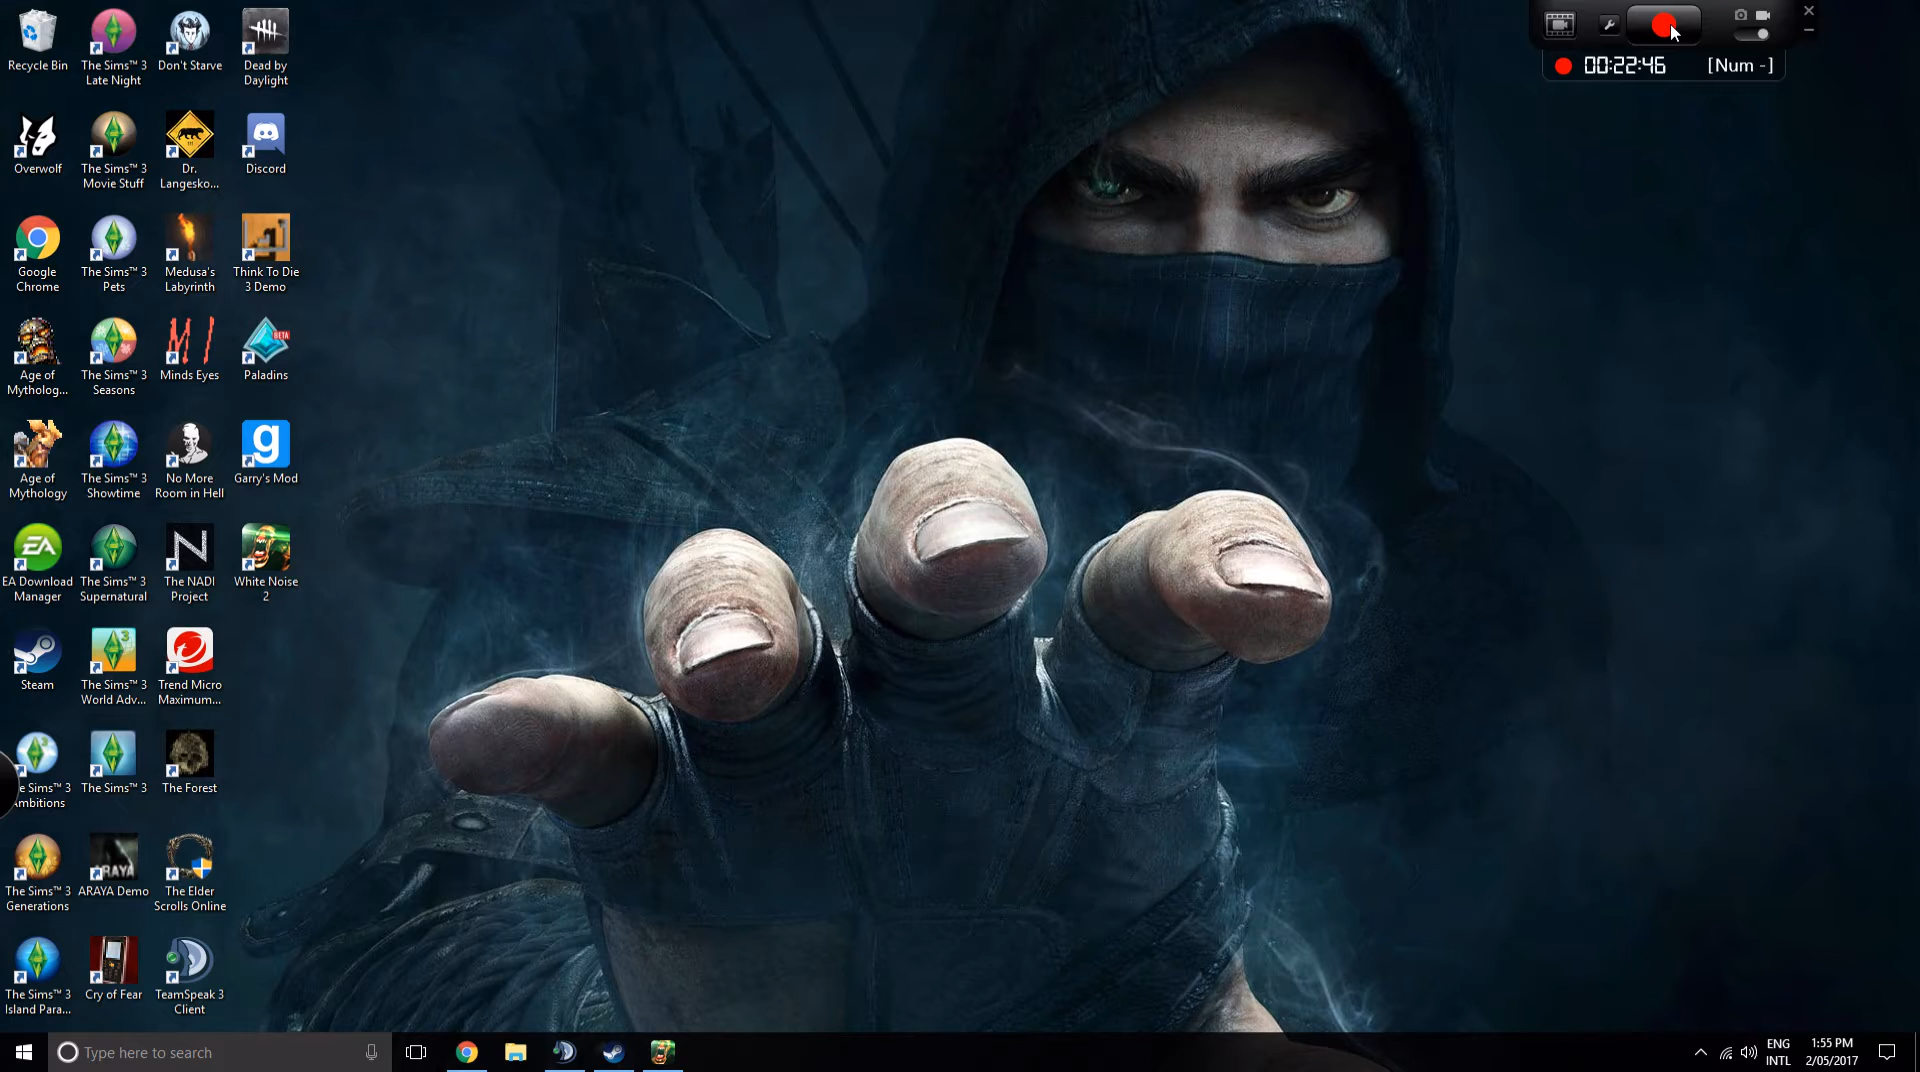 Recycle Bin
The Sims™ 3
Late Night
Don't Starve
Dead by
Daylight
Overwolf
The Sims™ 3
Movie Stuff
Dr.
Langesko...
Discord
Google
Chrome
The Sims™ 3
Pets
Medusa's
Labyrinth
Think To Die
3 Demo
Age of
Mytholog...
The Sims™ 3
Seasons
MI
Minds Eyes
BETA
Paladins
Age of
Mythology
The Sims™ 3
Showtime
No More
Room in Hell
g
Garry's Mod
EA
EA Download
Manager
The Sims™ 3
Supernatural
N
The NADI
Project
White Noise
2
Steam
3
The Sims™ 3
World Adv...
Trend Micro
Maximum...
3
e Sims™ 3
mbitions
The Sims™ 3
The Forest
The Sims™ 3
Generations
ARAYA
ARAYA Demo
The Elder
Scrolls Online
The Sims™ 3
Island Para...
Cry of Fear
TeamSpeak 3
Client
00:22:46 [Num -]
Type here to search
ENG
INTL
1:55 PM
2/05/2017